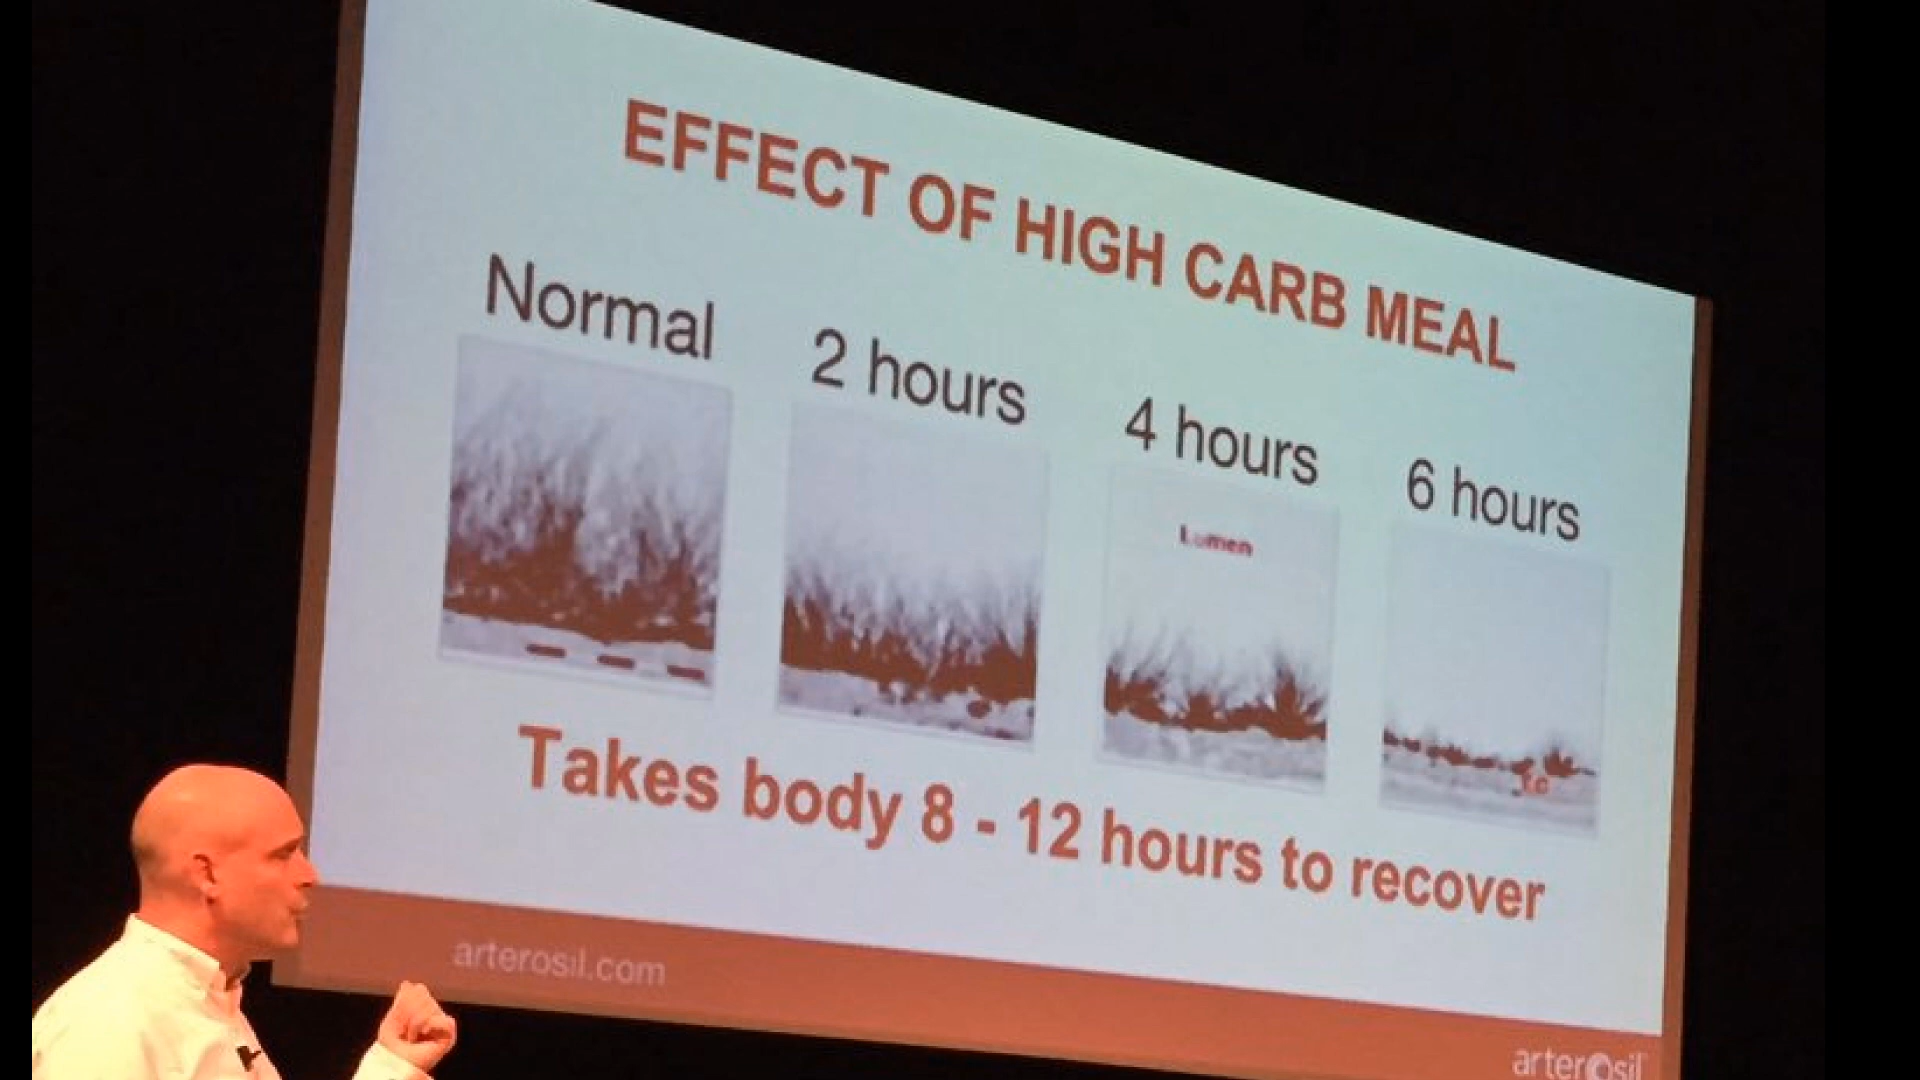 EFFECT OF HIGH CARB MEAL
Normal
2 hours
4 hours
6 hours
Lumen
EC
Takes body 8 - 12 hours to recover
arterosil.com
arterosil